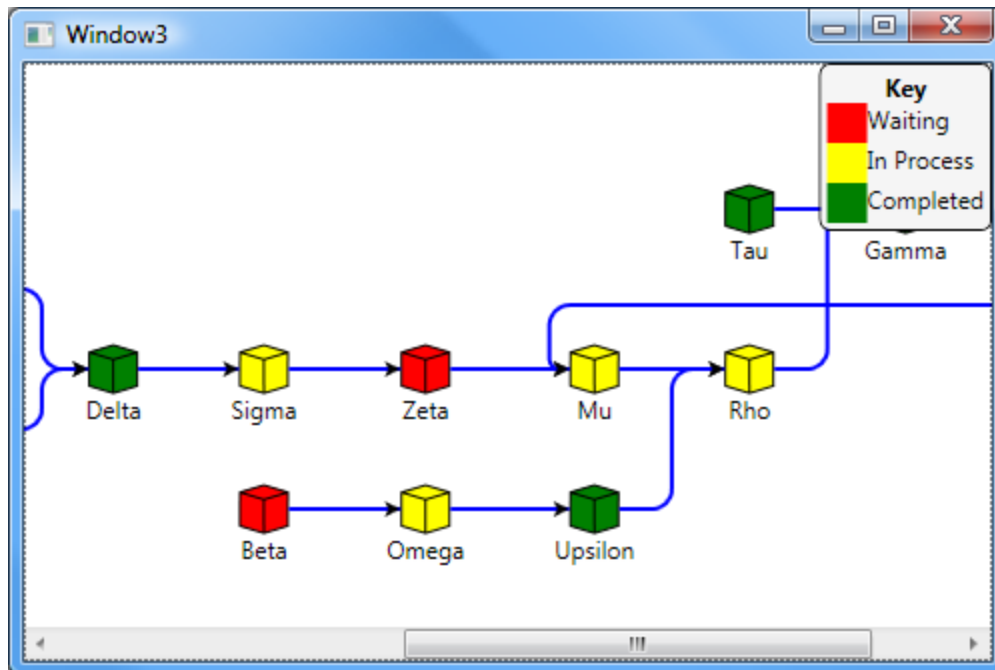 Window3
Key
Waiting
In Process
Completed
Tau
Gamma
Delta
Sigma
Zeta
Mu
Rho
Beta
Omega
Upsilon